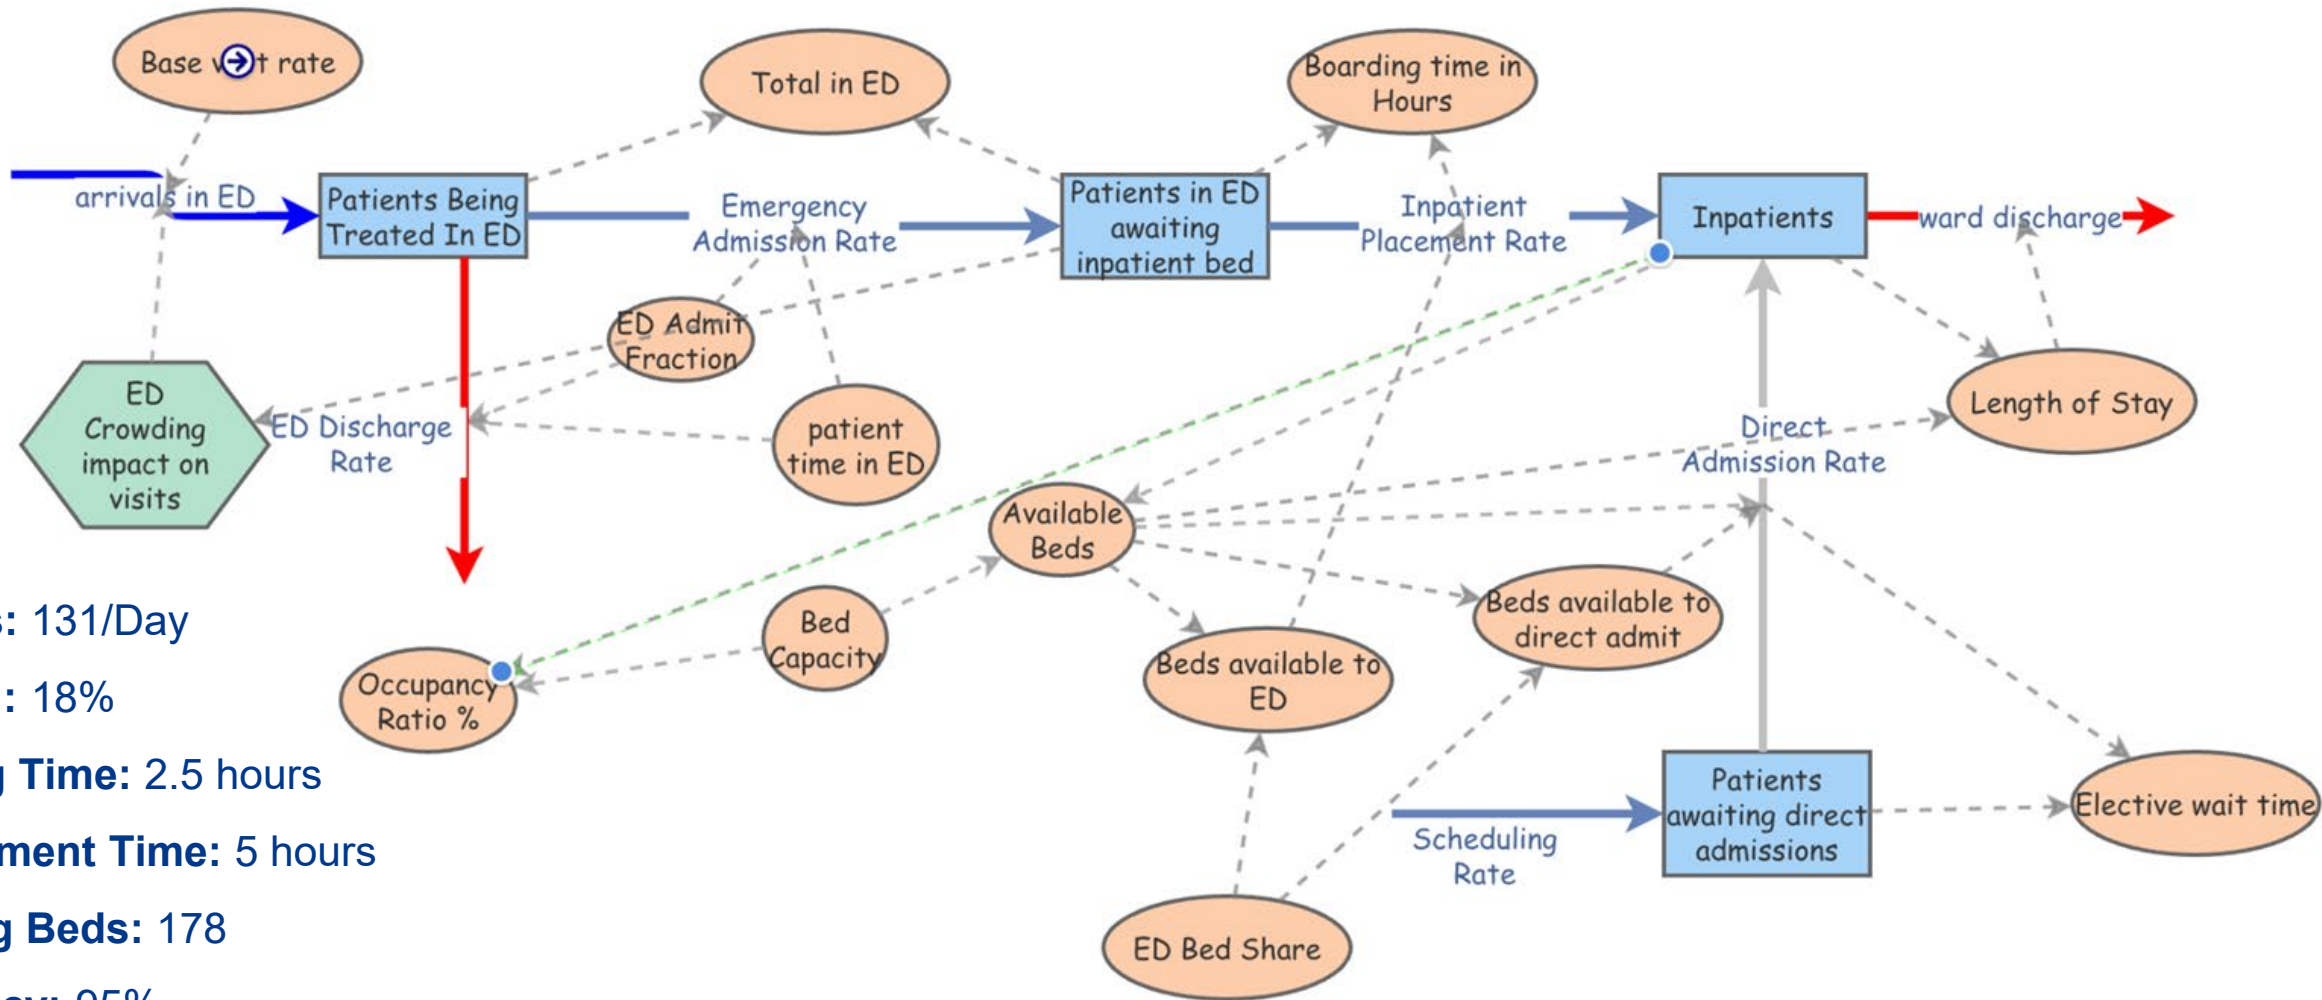 Base
t rate
Total in ED
Boarding time in
Hours
arrivals in ED
Patients Being
Treated In ED
Emergency
Admission Rate
Patients in ED
awaiting
inpatient bed
Inpatient
Placement Rate
Inpatients
ward discharge
ED Admit
Fraction
ED
Crowding
impact on
visits
ED Discharge
Rate
patient
time in ED
Length of Stay
Direct
Admission Rate
Available
Beds
Bed
Capacity
Beds available to
direct admit
Beds available to
ED
Occupancy
Ratio %
Patients
awaiting direct
admissions
Elective wait time
Scheduling
Rate
ED Bed Share
s: 131/Day
: 18%
g Time: 2.5 hours
ment Time: 5 hours
g Beds: 178
cy: 95%